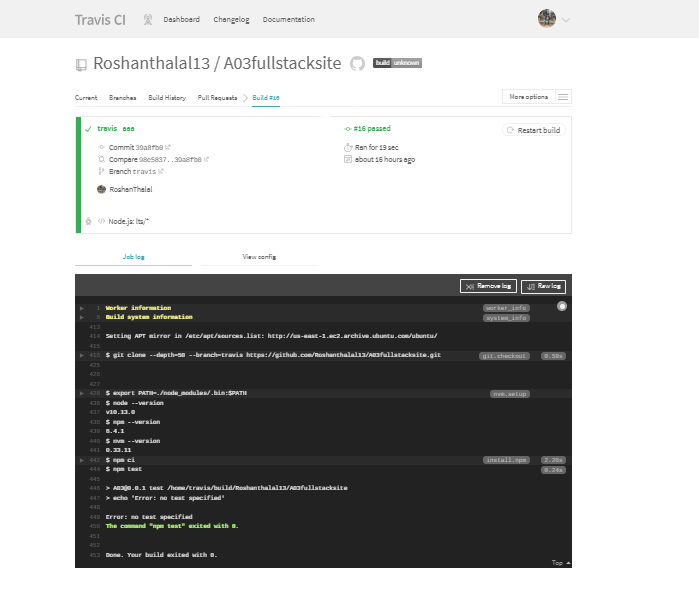 Travis CI Dashboard Changelog Documentation
Roshanthalal13 / A03fullstacksite build unknown
Current Branches Build History Pull Requests Build #16 More options
travis aaa #16 passed Restart build
Commit 39a8fb0 Ran for 19 sec
Compare 98e5837..39a8fb0 about 16 hours ago
Branch travis
RoshanThalal
Node.js: lts/*
Job log View config
Remove log Raw log
1 Worker information worker_info
6 Build system information system_info
413
414 Setting APT mirror in /etc/apt/sources.list: http://us-east-1.ec2.archive.ubuntu.com/ubuntu/
415
$ git clone --depth=50 --branch=travis https://github.com/Roshanthalal13/A03fullstacksite.git git.checkout 0.58s
425
426
427
$ export PATH=./node_modules/.bin:$PATH nvm.setup
436 $ node --version
437 v10.13.0
438 $ npm --version
439 6.4.1
440 $ nvm --version
441 0.33.11
442 $ npm ci install.npm
444 $ npm test 0.24s
445
446 > A03@0.0.1 test /home/travis/build/Roshanthalal13/A03fullstacksite
447 > echo 'Error: no test specified'
448
449 Error: no test specified
450 The command "npm test" exited with 0.
451
452
453 Done. Your build exited with 0.
Top